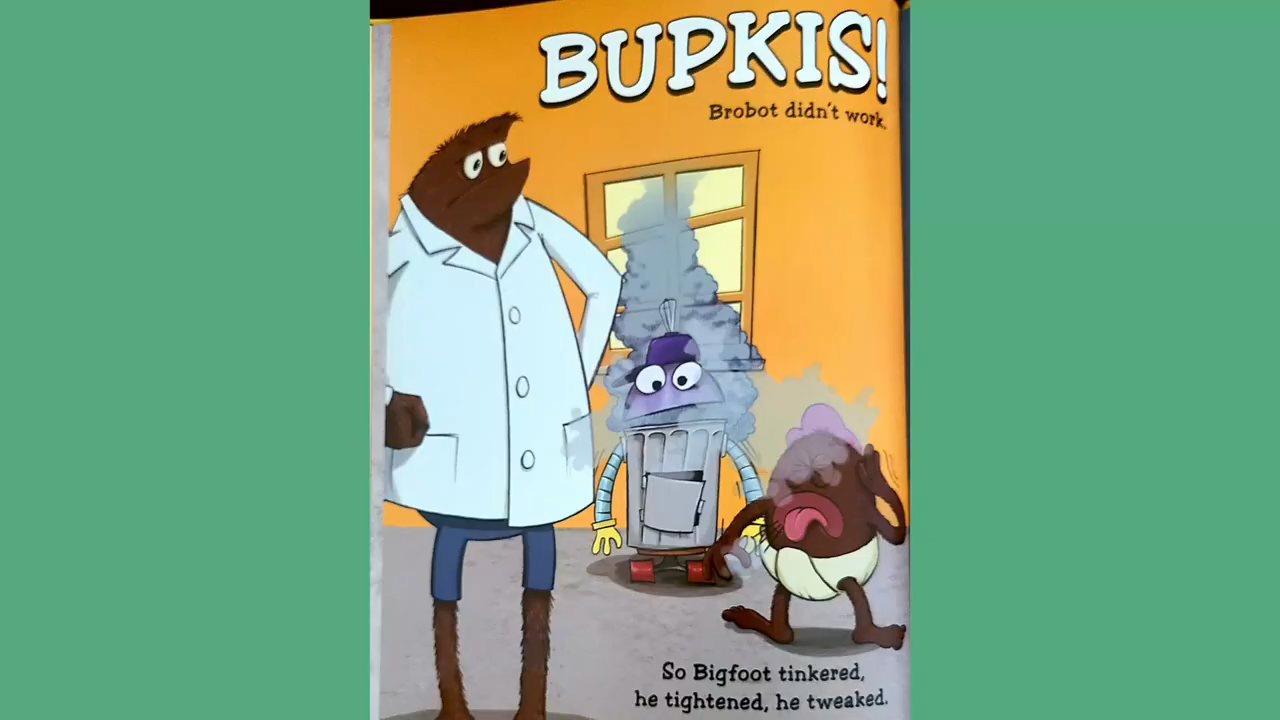 BUPKIS!
Brobot didn't work.
So Bigfoot tinkered,
he tightened, he tweaked.